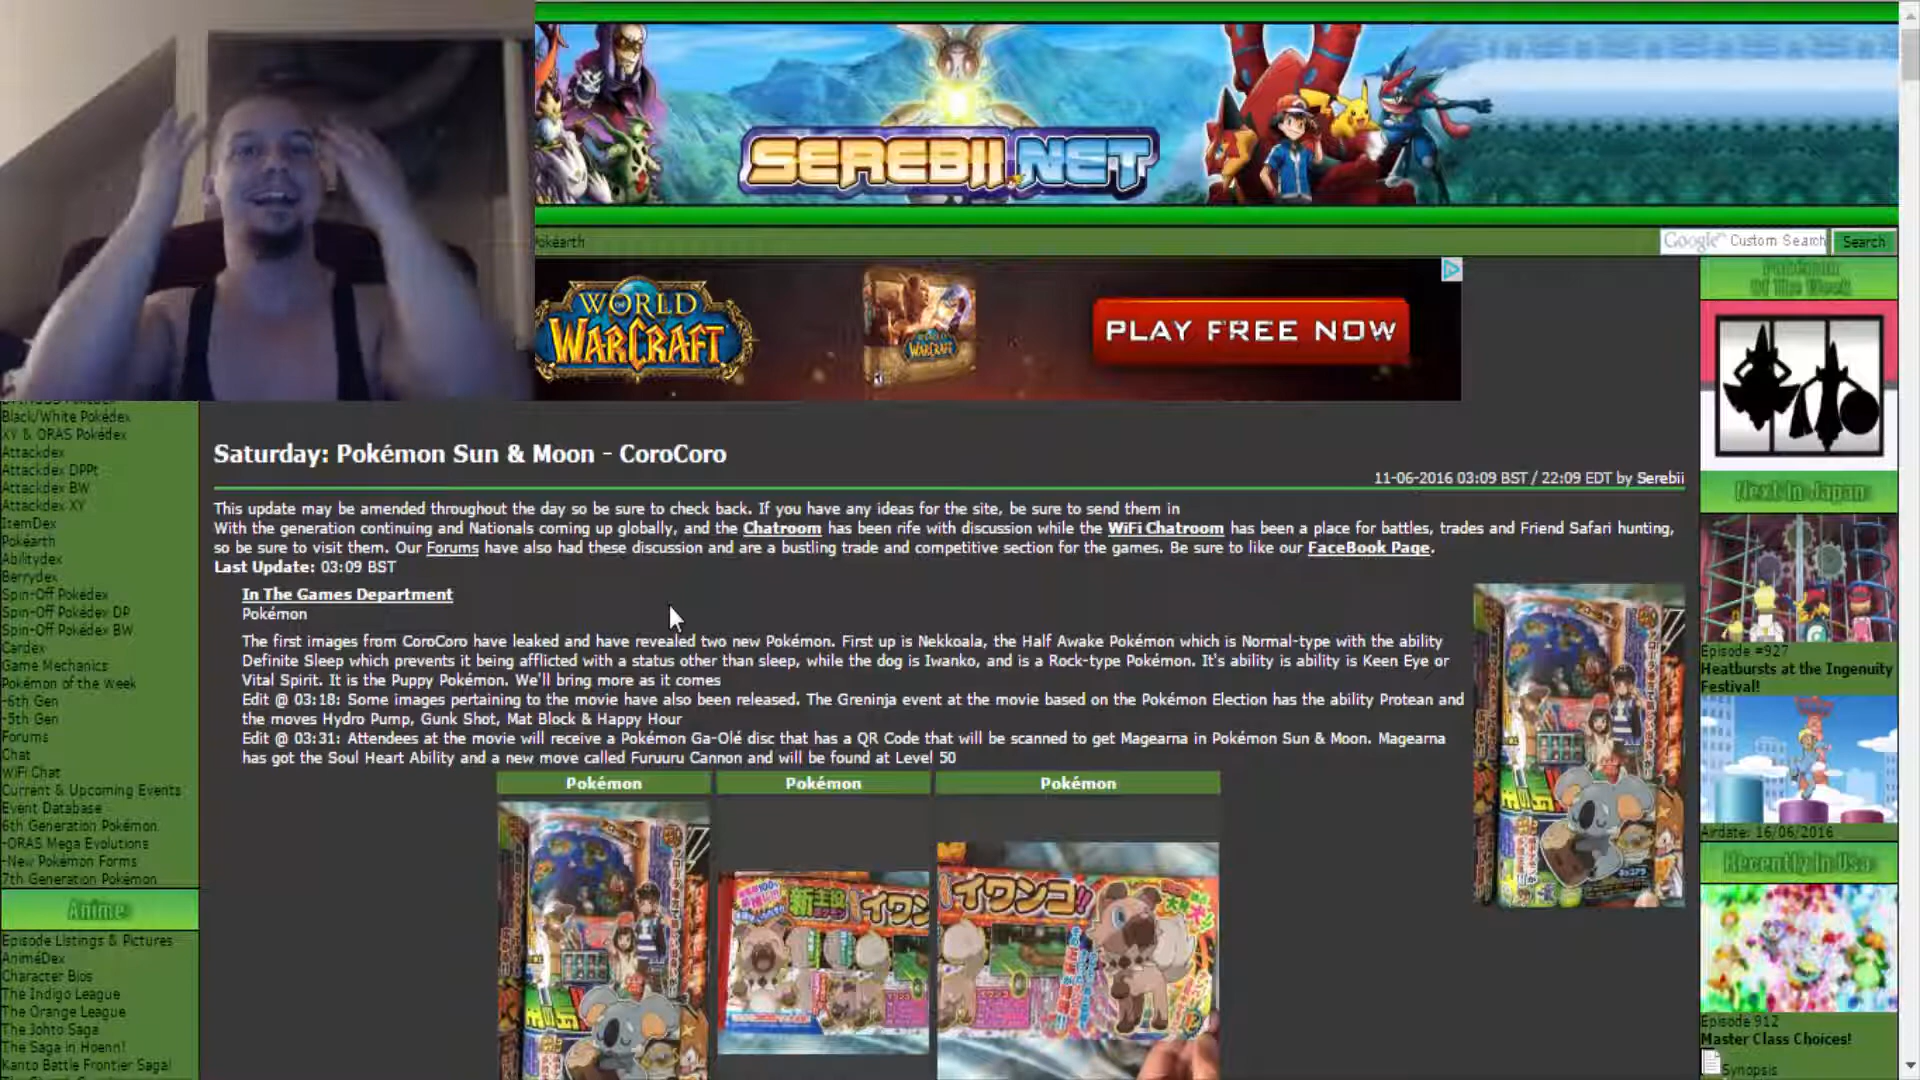 SEREBII.NET
Pokéarth
Google™ Custom Search
Search
WORLD OF WARCRAFT
PLAY FREE NOW
Pokémon
Of The Week
Black/White Pokédex
XY & ORAS Pokédex
Attackdex
Attackdex DPPt
Attackdex BW
Attackdex XY
ItemDex
Pokéarth
Abilitydex
Berrydex
Spin-Off Pokédex
Spin-Off Pokédex DP
Spin-Off Pokédex BW
Cardex
Game Mechanics
Pokémon of the Week
-6th Gen
-5th Gen
Forums
Chat
WiFi Chat
Current & Upcoming Events
Event Database
6th Generation Pokémon
-ORAS Mega Evolutions
-New Pokémon Forms
7th Generation Pokémon
Anime
Episode Listings & Pictures
AniméDex
Character Bios
The Indigo League
The Orange League
The Johto Saga
The Saga in Hoenn!
Kanto Battle Frontier Saga!
Saturday: Pokémon Sun & Moon - CoroCoro
11-06-2016 03:09 BST / 22:09 EDT by Serebii
This update may be amended throughout the day so be sure to check back. If you have any ideas for the site, be sure to send them in
With the generation continuing and Nationals coming up globally, and the Chatroom has been rife with discussion while the WiFi Chatroom has been a place for battles, trades and Friend Safari hunting,
so be sure to visit them. Our Forums have also had these discussion and are a bustling trade and competitive section for the games. Be sure to like our FaceBook Page.
Last Update: 03:09 BST
In The Games Department
Pokémon
The first images from CoroCoro have leaked and have revealed two new Pokémon. First up is Nekkoala, the Half Awake Pokémon which is Normal-type with the ability
Definite Sleep which prevents it being afflicted with a status other than sleep, while the dog is Iwanko, and is a Rock-type Pokémon. It's ability is ability is Keen Eye or
Vital Spirit. It is the Puppy Pokémon. We'll bring more as it comes
Edit @ 03:18: Some images pertaining to the movie have also been released. The Greninja event at the movie based on the Pokémon Election has the ability Protean and
the moves Hydro Pump, Gunk Shot, Mat Block & Happy Hour
Edit @ 03:31: Attendees at the movie will receive a Pokémon Ga-Olé disc that has a QR Code that will be scanned to get Magearna in Pokémon Sun & Moon. Magearna
has got the Soul Heart Ability and a new move called Furuuru Cannon and will be found at Level 50
Pokémon
Pokémon
Pokémon
イワンコ!!
Next In Japan
Episode #927
Heatbursts at the Ingenuity
Festival!
Airdate: 16/06/2016
Recently In Usa
Episode 912
Master Class Choices!
Synopsis